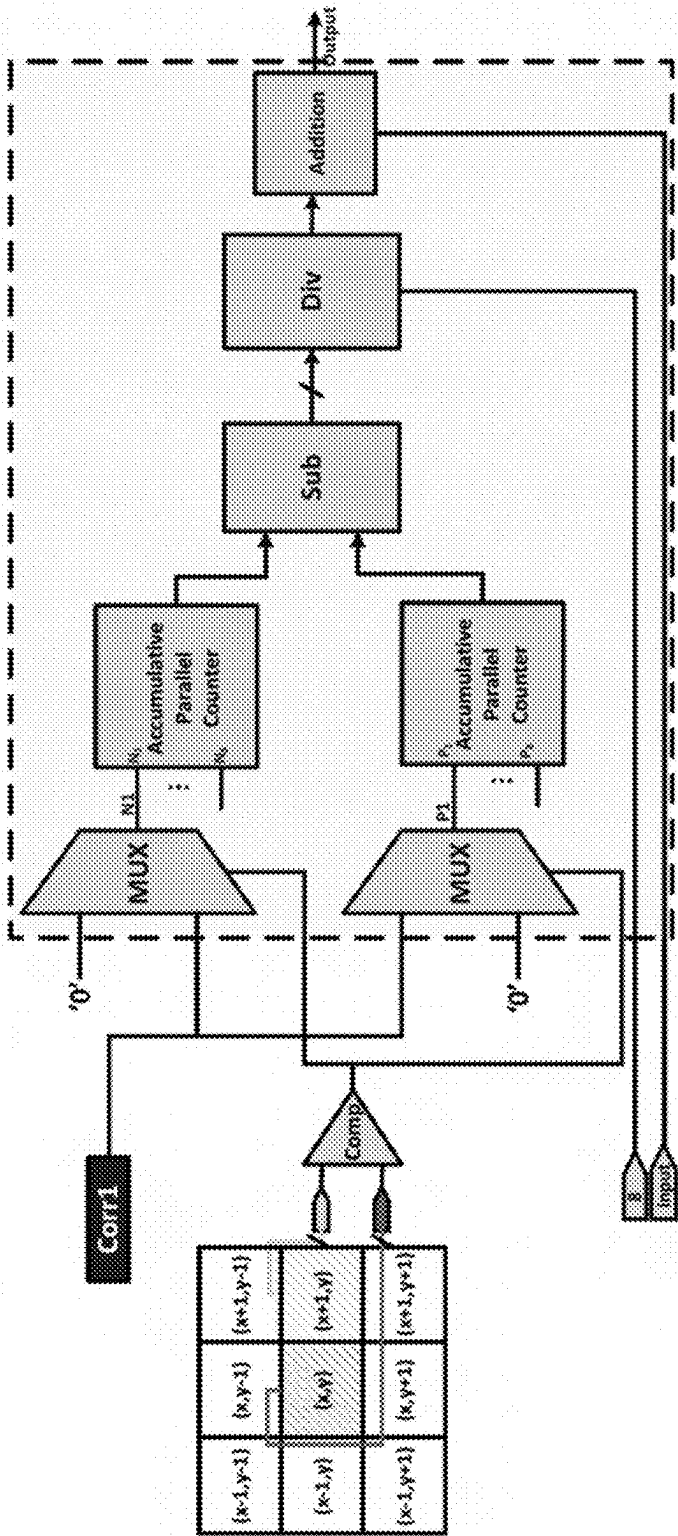 Output
Addition
Div
Sub
Accumulative
Parallel
Counter
N1
MUX
'0'
Accumulative
Parallel
Counter
P1
MUX
'0'
Corr1
Comp
8
Input
(x-1,y-1)
(x,y-1)
(x+1,y-1)
(x-1,y)
(x,y)
(x+1,y)
(x-1,y+1)
(x,y+1)
(x+1,y+1)